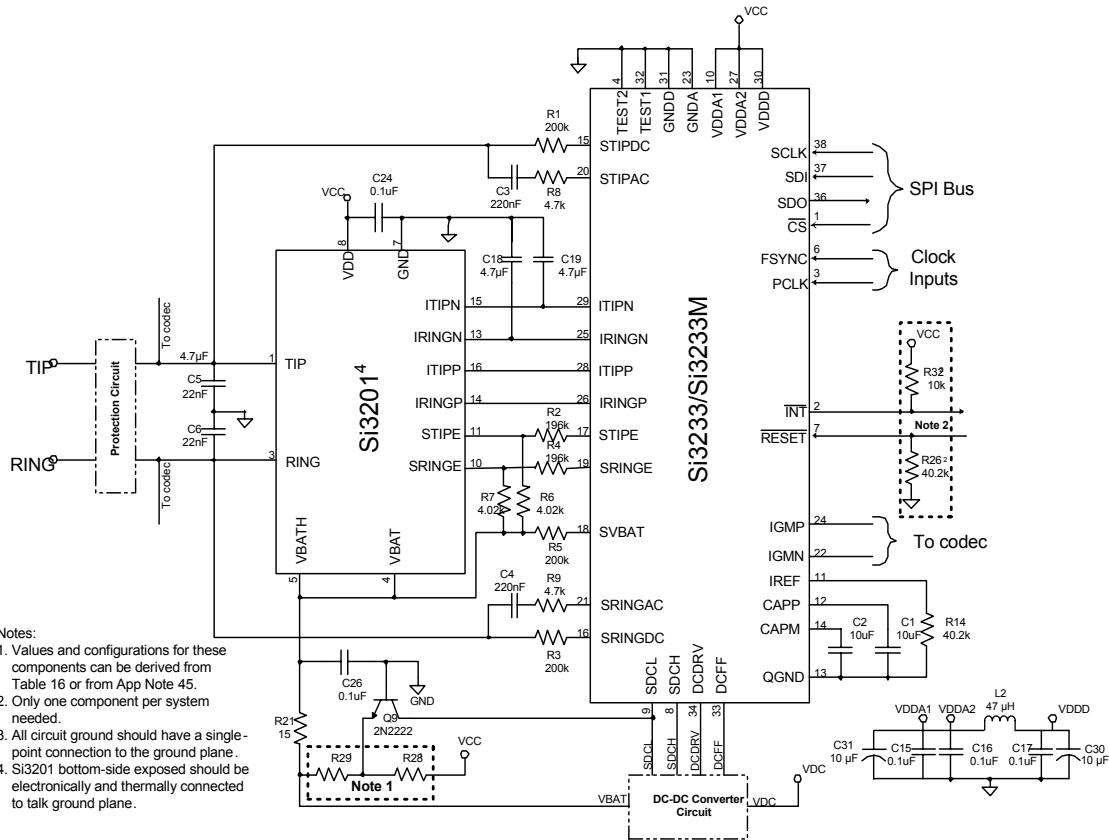 VCC
4
32
31
23
10
27
30
TEST2
TEST1
GNDD
GNDA
VDDA1
VDDA2
VDDD
R1
200k
15
STIPDC
C3
220nF
R8
4.7k
20
STIPAC
SCLK
38
SDI
37
SDO
36
CS
1
SPI Bus
FSYNC
6
PCLK
3
Clock
Inputs
VCC
C24
0.1uF
8
VDD
7
GND
C18
4.7µF
C19
4.7µF
ITIPN
15
29
ITIPN
IRINGN
13
25
IRINGN
ITIPP
16
28
ITIPP
IRINGP
14
26
IRINGP
STIPE
11
R2
196k
17
STIPE
SRINGE
10
R4
196k
19
SRINGE
Si3201⁴
Si3233/Si3233M
TIP
RING
Protection Circuit
To codec
To codec
4.7µF
C5
22nF
C6
22nF
1
TIP
3
RING
VBATH
5
VBAT
4
R7
4.02k
R6
4.02k
18
SVBAT
R5
200k
C4
220nF
R9
4.7k
21
SRINGAC
16
SRINGDC
R3
200k
VCC
R32²
10k
INT
2
Note 2
RESET
7
R26²
40.2k
IGMP
24
IGMN
22
To codec
IREF
11
CAPP
12
CAPM
14
QGND
13
C2
10uF
C1
10uF
R14
40.2k
SDCL
SDCH
DCDRV
DCFF
9
8
34
33
SDCL
SDCH
DCDRV
DCFF
C26
0.1uF
GND
Q9
2N2222
R21
15
R29
R28
VCC
Note 1
VBAT
DC-DC Converter
Circuit
VDC
VDC
VDDA1
VDDA2
L2
47 µH
VDDD
C31
10 µF
C15
0.1uF
C16
0.1uF
C17
0.1uF
C30
10 µF
Notes:
1. Values and configurations for these
components can be derived from
Table 16 or from App Note 45.
2. Only one component per system
needed.
3. All circuit ground should have a single-
point connection to the ground plane.
4. Si3201 bottom-side exposed should be
electronically and thermally connected
to talk ground plane.